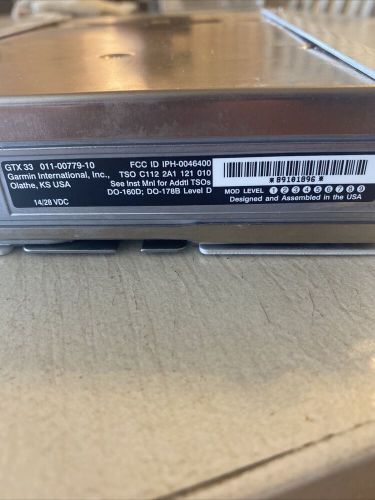 GTX 33 011-00779-10 FCC ID IPH-0046400
Garmin International, Inc., TSO C112 2A1 121 010
Olathe, KS USA See Inst Mnl for Addtl TSOs
DO-160D; DO-178B Level D
14/28 VDC
*89101896*
MOD LEVEL 1 2 3 4 5 6 7 8 9
Designed and Assembled in the USA